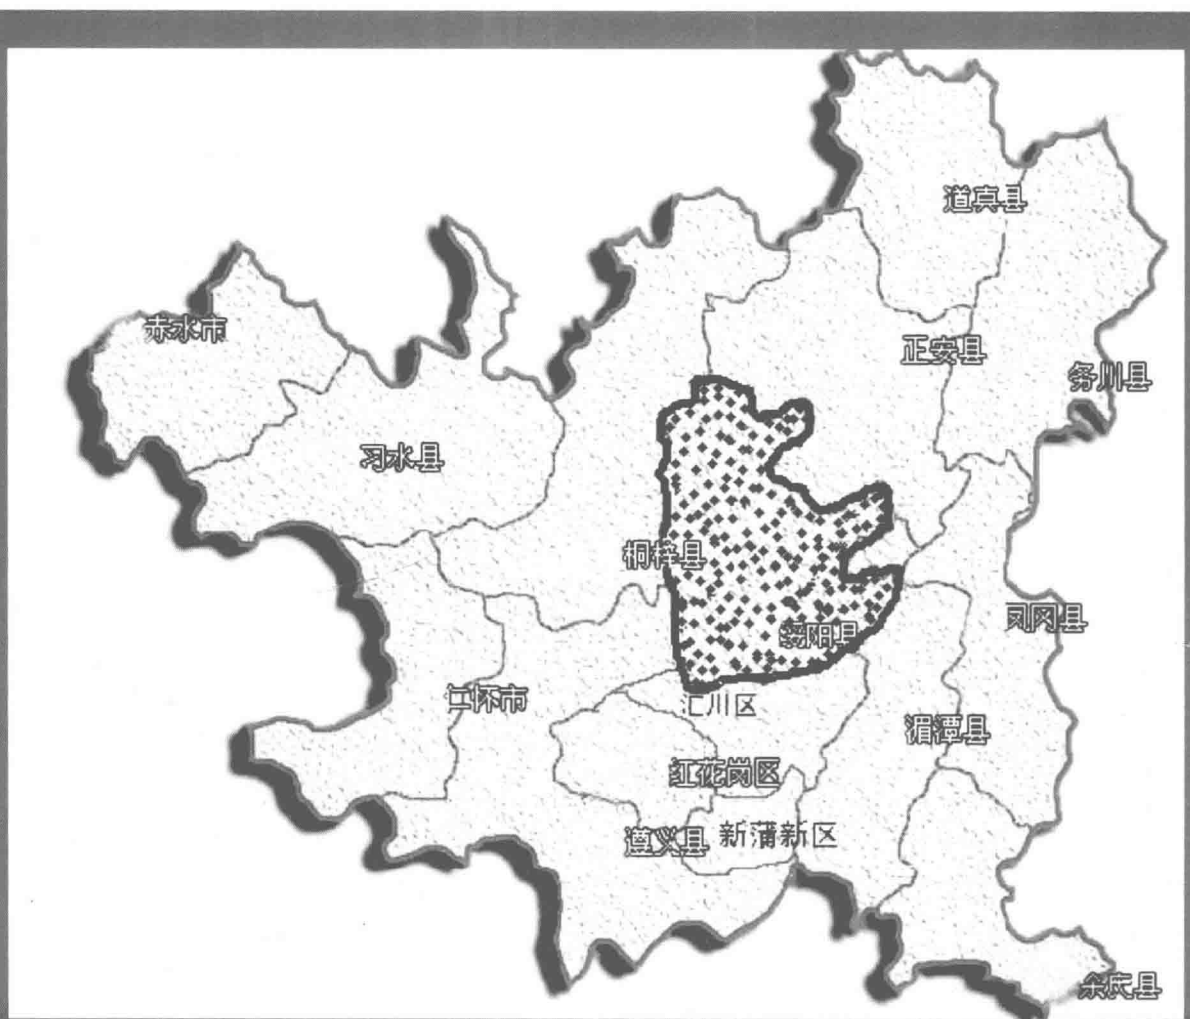 道真县
赤水市
正安县
务川县
习水县
桐梓县
凤冈县
绥阳县
仁怀市
汇川区
湄潭县
红花岗区
遵义县
新蒲新区
余庆县